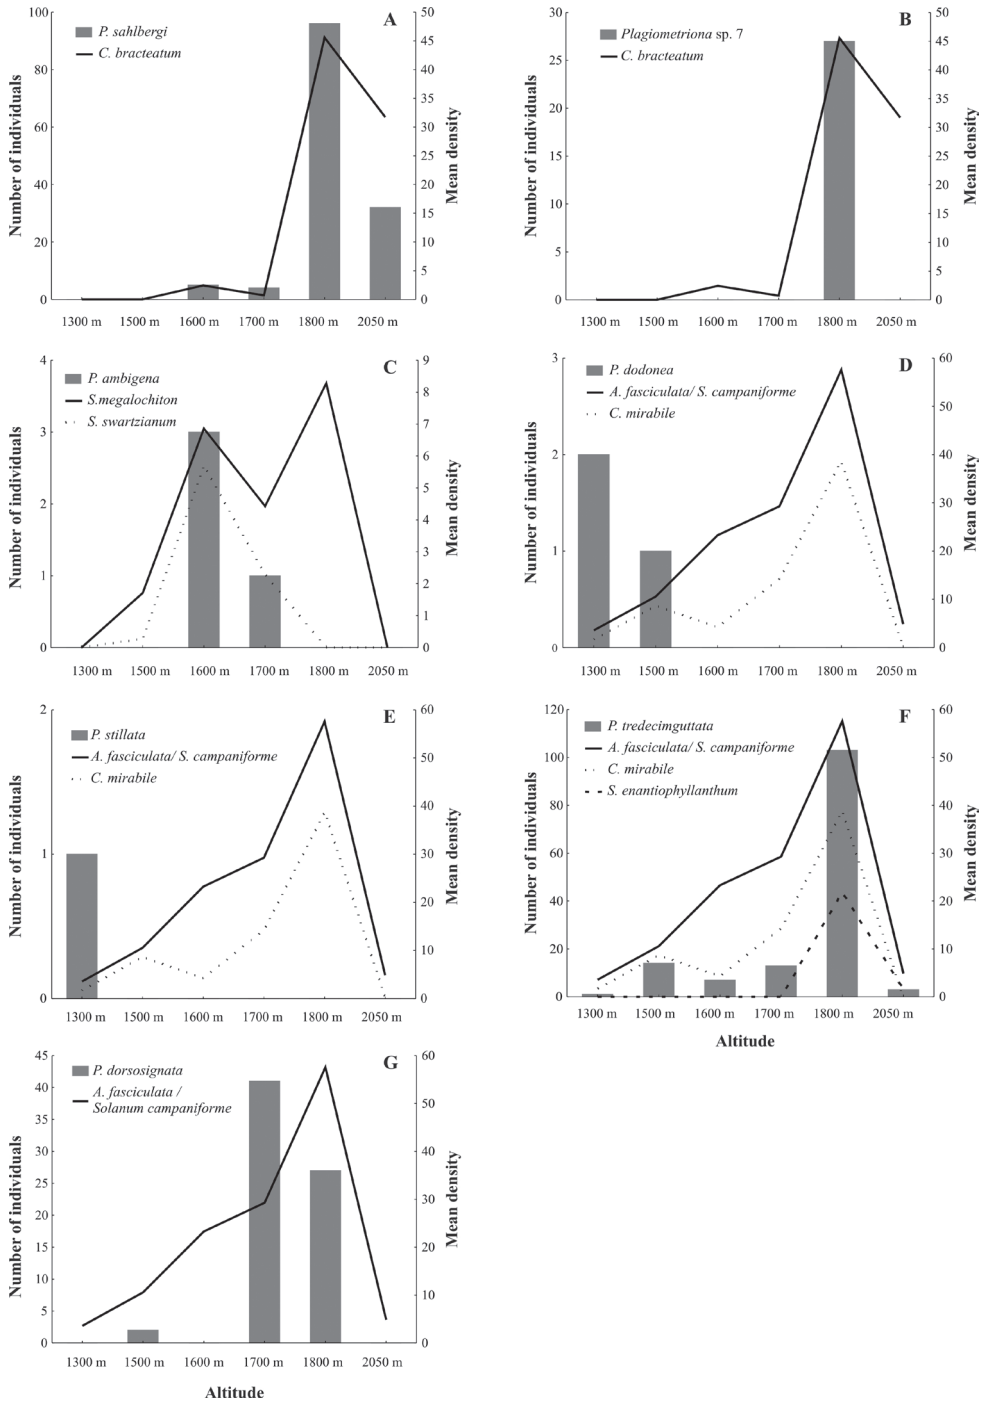 A
P. sahlbergi
C. bracteatum
Number of individuals
Mean density
100
80
60
40
20
0
50
45
40
35
30
25
20
15
10
5
0
1300 m 1500 m 1600 m 1700 m 1800 m 2050 m
B
Plagiometriona sp. 7
C. bracteatum
Number of individuals
Mean density
30
25
20
15
10
5
0
50
45
40
35
30
25
20
15
10
5
0
1300 m 1500 m 1600 m 1700 m 1800 m 2050 m
C
P. ambigena
S.megalochiton
S. swartzianum
Number of individuals
Mean density
4
3
2
1
0
9
8
7
6
5
4
3
2
1
0
1300 m 1500 m 1600 m 1700 m 1800 m 2050 m
D
P. dodonea
A. fasciculata/ S. campaniforme
C. mirabile
Number of individuals
Mean density
3
2
1
0
60
50
40
30
20
10
0
1300 m 1500 m 1600 m 1700 m 1800 m 2050 m
E
P. stillata
A. fasciculata/ S. campaniforme
C. mirabile
Number of individuals
Mean density
2
1
0
60
50
40
30
20
10
0
1300 m 1500 m 1600 m 1700 m 1800 m 2050 m
F
P. tredecimguttata
A. fasciculata/ S. campaniforme
C. mirabile
S. enantiophyllanthum
Number of individuals
Mean density
120
100
80
60
40
20
0
60
50
40
30
20
10
0
1300 m 1500 m 1600 m 1700 m 1800 m 2050 m
Altitude
G
P. dorsosignata
A. fasciculata /
Solanum campaniforme
Number of individuals
Mean density
45
40
35
30
25
20
15
10
5
0
60
50
40
30
20
10
0
1300 m 1500 m 1600 m 1700 m 1800 m 2050 m
Altitude